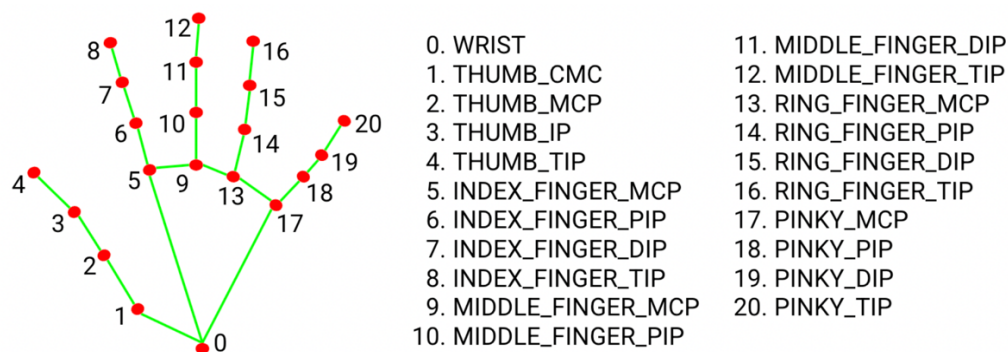 12
8
16
11
7
15
10
6
20
14
19
4
5
9
13
18
3
17
2
1
0
0. WRIST
1. THUMB_CMC
2. THUMB_MCP
3. THUMB_IP
4. THUMB_TIP
5. INDEX_FINGER_MCP
6. INDEX_FINGER_PIP
7. INDEX_FINGER_DIP
8. INDEX_FINGER_TIP
9. MIDDLE_FINGER_MCP
10. MIDDLE_FINGER_PIP
11. MIDDLE_FINGER_DIP
12. MIDDLE_FINGER_TIP
13. RING_FINGER_MCP
14. RING_FINGER_PIP
15. RING_FINGER_DIP
16. RING_FINGER_TIP
17. PINKY_MCP
18. PINKY_PIP
19. PINKY_DIP
20. PINKY_TIP